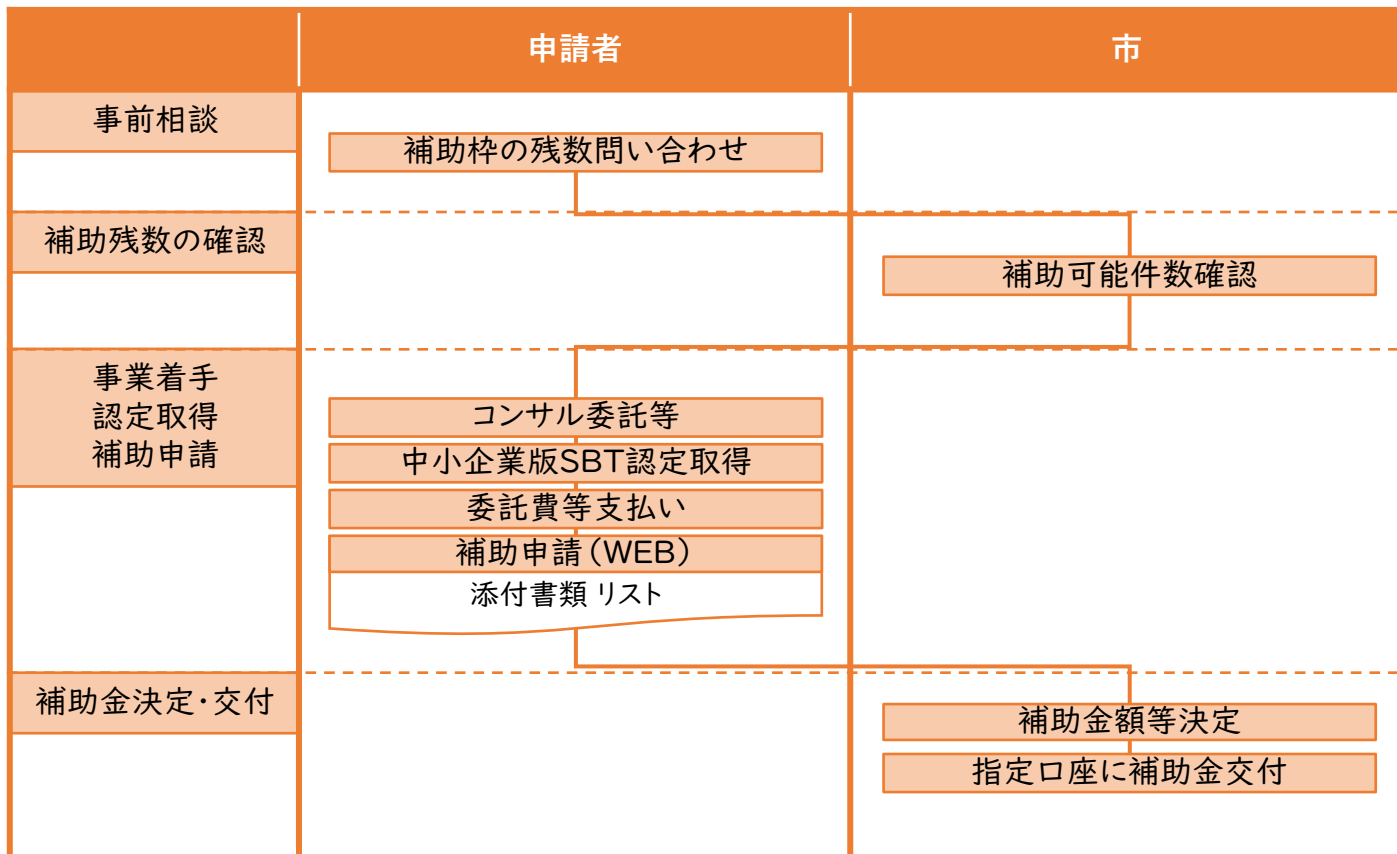 申請者
市
事前相談
補助枠の残数問い合わせ
補助残数の確認
補助可能件数確認
事業着手
認定取得
補助申請
コンサル委託等
中小企業版SBT認定取得
委託費等支払い
補助申請（WEB）
添付書類 リスト
補助金決定・交付
補助金額等決定
指定口座に補助金交付